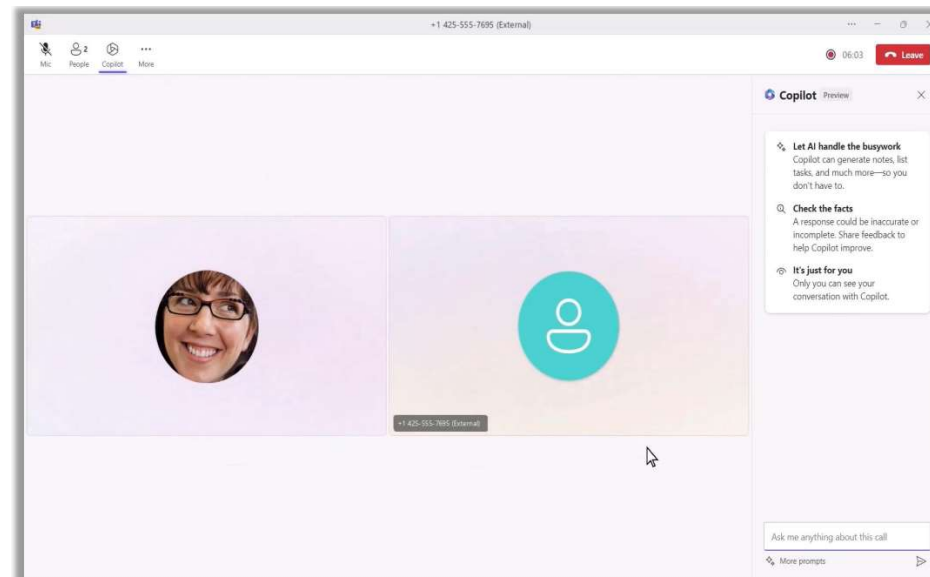 +1 425-555-7695 (External)
Mic
People 2
Copilot
More
06:03
Leave
Copilot Preview
Let AI handle the busywork
Copilot can generate notes, list
tasks, and much more—so you
don't have to.
Check the facts
A response could be inaccurate or
incomplete. Share feedback to
help Copilot improve.
It's just for you
Only you can see your
conversation with Copilot.
+1 425-555-7695 (External)
Ask me anything about this call
More prompts